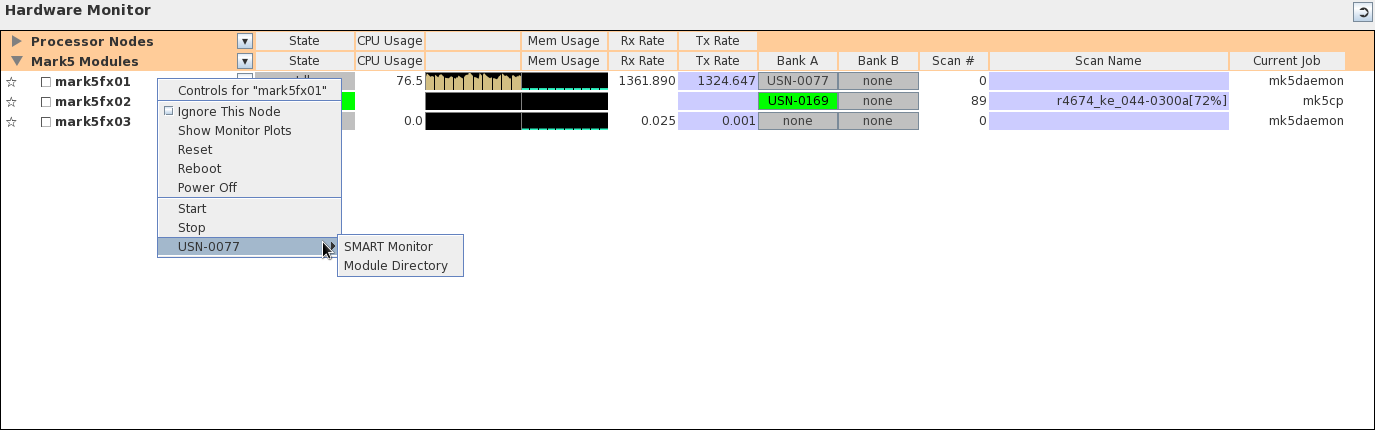 Hardware Monitor
Processor Nodes State CPU Usage Mem Usage Rx Rate Tx Rate
Mark5 Modules State CPU Usage Mem Usage Rx Rate Tx Rate Bank A Bank B Scan # Scan Name Current Job
mark5fx01 76.5 1361.890 1324.647 USN-0077 none 0 mk5daemon
mark5fx02 USN-0169 none 89 r4674_ke_044-0300a[72%] mk5cp
mark5fx03 0.0 0.025 0.001 none none 0 mk5daemon
Controls for "mark5fx01"
Ignore This Node
Show Monitor Plots
Reset
Reboot
Power Off
Start
Stop
USN-0077
SMART Monitor
Module Directory